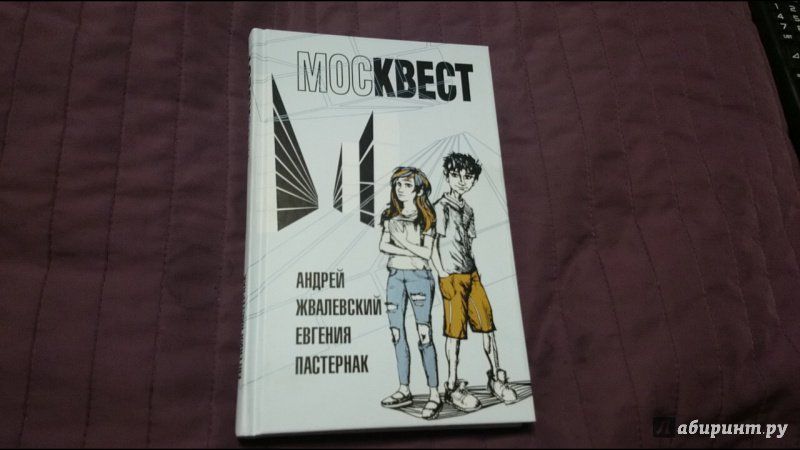 МОСКВЕСТ
АНДРЕЙ
ЖВАЛЕВСКИЙ
ЕВГЕНИЯ
ПАСТЕРНАК
Лабиринт.ру